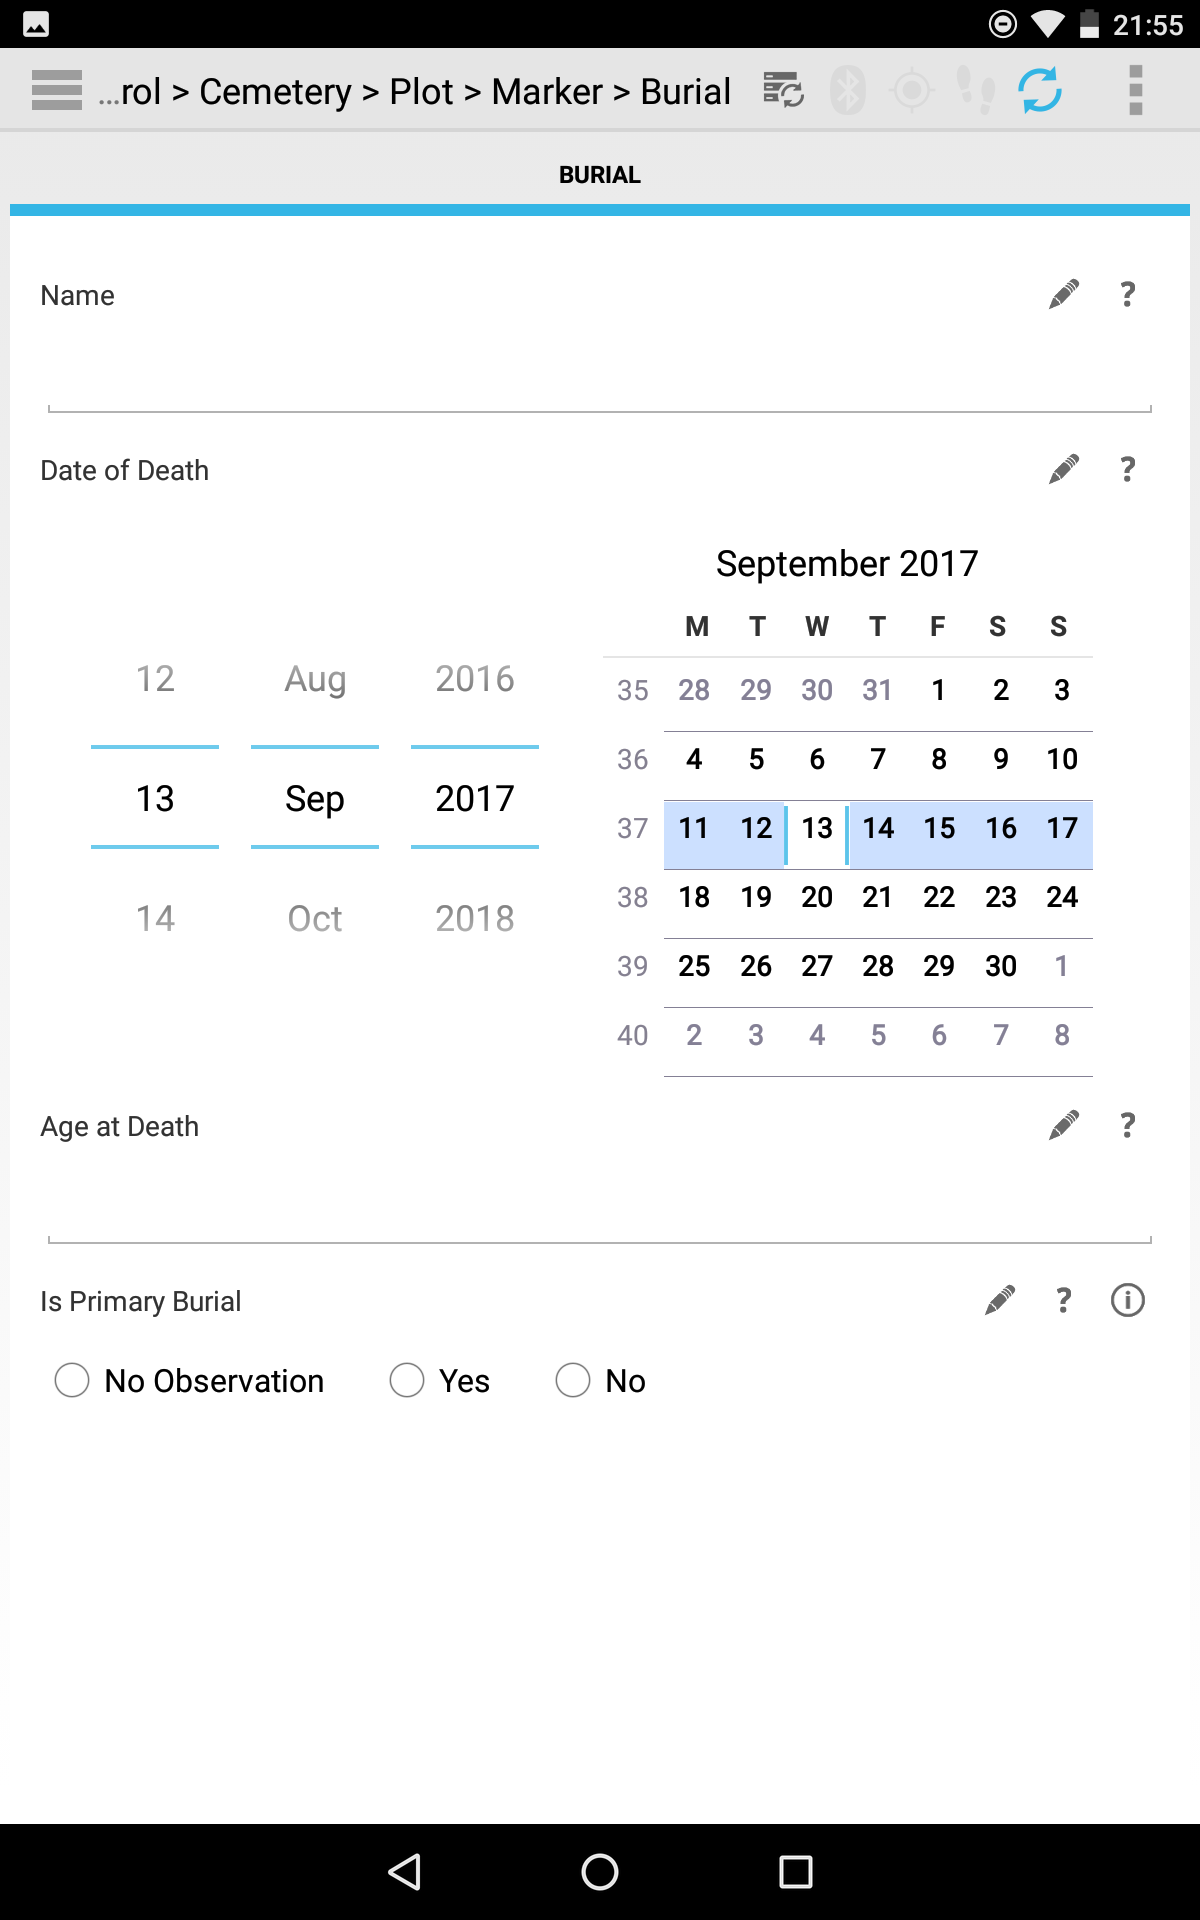 21:55
...rol > Cemetery > Plot > Marker > Burial
BURIAL
Name ?
Date of Death ?
September 2017
M T W T F S S
12 Aug 2016
13 Sep 2017
14 Oct 2018
35 28 29 30 31 1 2 3
36 4 5 6 7 8 9 10
37 11 12 13 14 15 16 17
38 18 19 20 21 22 23 24
39 25 26 27 28 29 30 1
40 2 3 4 5 6 7 8
Age at Death ?
Is Primary Burial ? i
No Observation Yes No